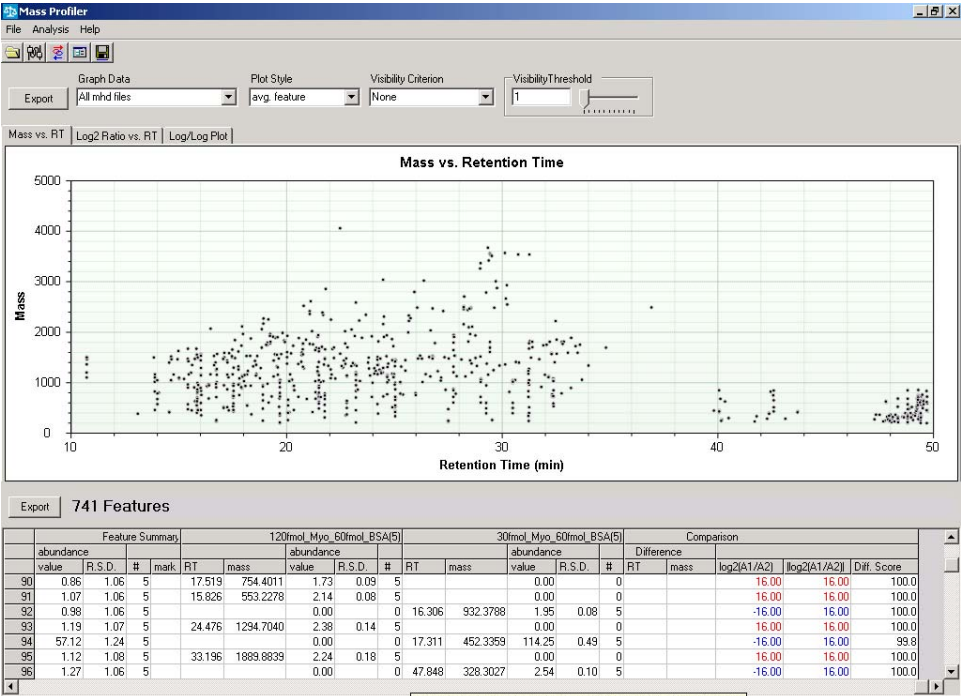 Mass Profiler
File Analysis Help
Graph Data Plot Style Visibility Criterion VisibilityThreshold
Export All mhd files avg. feature None 1
Mass vs. RT Log2 Ratio vs. RT Log/Log Plot
Mass vs. Retention Time
5000
4000
3000
2000
1000
0
Mass
10 20 30 40 50
Retention Time (min)
Export 741 Features
Feature Summary 120fmol_Myo_60fmol_BSA(5) 30fmol_Myo_60fmol_BSA(5) Comparison
abundance abundance abundance Difference
value R.S.D. # mark RT mass value R.S.D. # RT mass value R.S.D. # RT mass log2(A1/A2) |log2(A1/A2)| Diff. Score
90 0.86 1.06 5 17.519 754.4011 1.73 0.09 5 0.00 0 16.00 16.00 100.0
91 1.07 1.06 5 15.826 553.2278 2.14 0.08 5 0.00 0 16.00 16.00 100.0
92 0.98 1.06 5 0.00 0 16.306 932.3788 1.95 0.08 5 -16.00 16.00 100.0
93 1.19 1.07 5 24.476 1294.7040 2.38 0.14 5 0.00 0 16.00 16.00 100.0
94 57.12 1.24 5 0.00 0 17.311 452.3359 114.25 0.49 5 -16.00 16.00 99.8
95 1.12 1.08 5 33.196 1889.8839 2.24 0.18 5 0.00 0 16.00 16.00 100.0
96 1.27 1.06 5 0.00 0 47.848 328.3027 2.54 0.10 5 -16.00 16.00 100.0